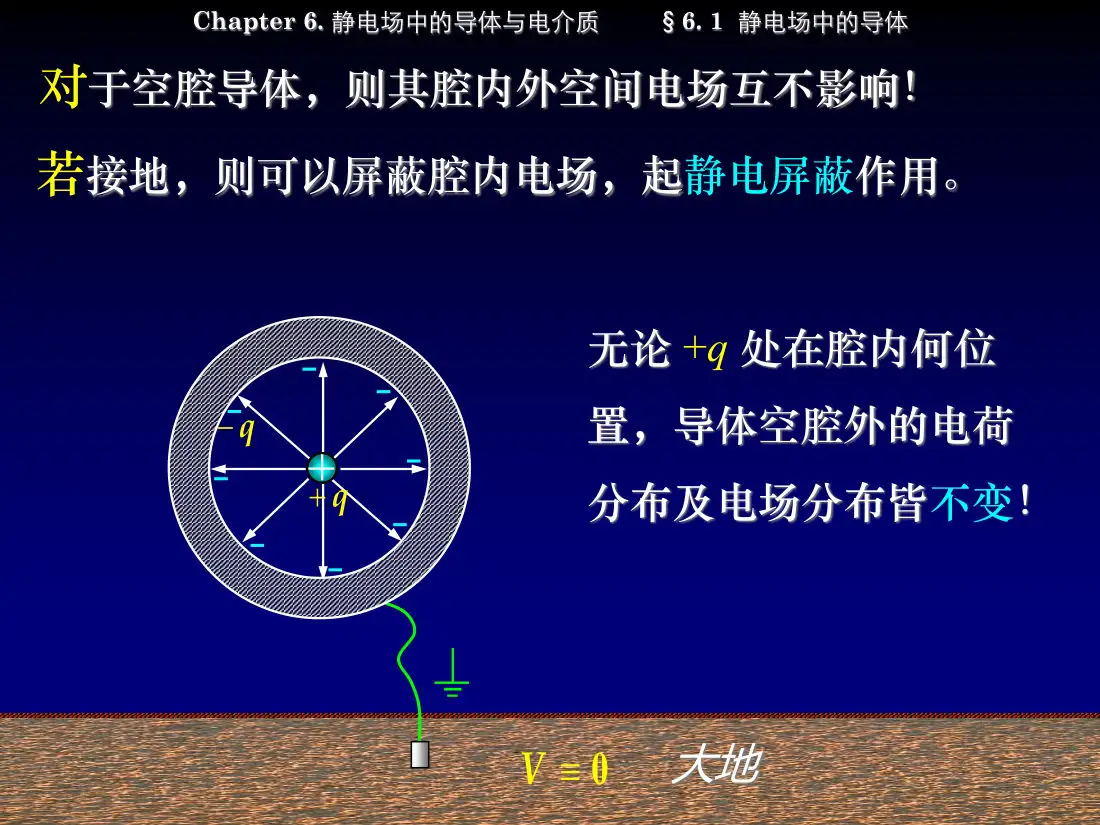 Chapter 6. 静电场中的导体与电介质 §6. 1 静电场中的导体
对于空腔导体，则其腔内外空间电场互不影响！
若接地，则可以屏蔽腔内电场，起静电屏蔽作用。
无论 +q 处在腔内何位
置，导体空腔外的电荷
分布及电场分布皆不变！
－q
+q
V ≡ 0 大地